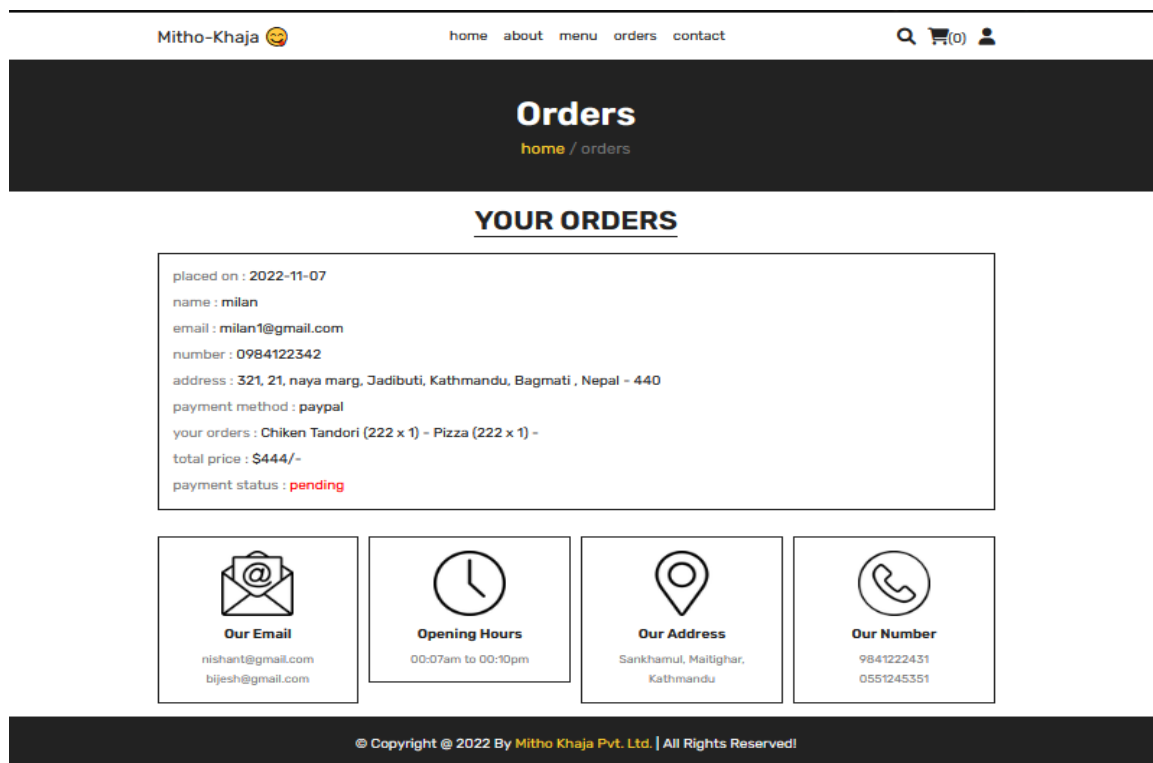 Mitho-Khaja 😋 home about menu orders contact (0)
Orders
home / orders
YOUR ORDERS
placed on : 2022-11-07
name : milan
email : milan1@gmail.com
number : 0984122342
address : 321, 21, naya marg, Jadibuti, Kathmandu, Bagmati , Nepal - 440
payment method : paypal
your orders : Chiken Tandori (222 x 1) - Pizza (222 x 1) -
total price : $444/-
payment status : pending
@
Our Email
nishant@gmail.com
bijesh@gmail.com
Opening Hours
00:07am to 00:10pm
Our Address
Sankhamul, Maitighar,
Kathmandu
Our Number
9841222431
0551245351
© Copyright @ 2022 By Mitho Khaja Pvt. Ltd. | All Rights Reserved!